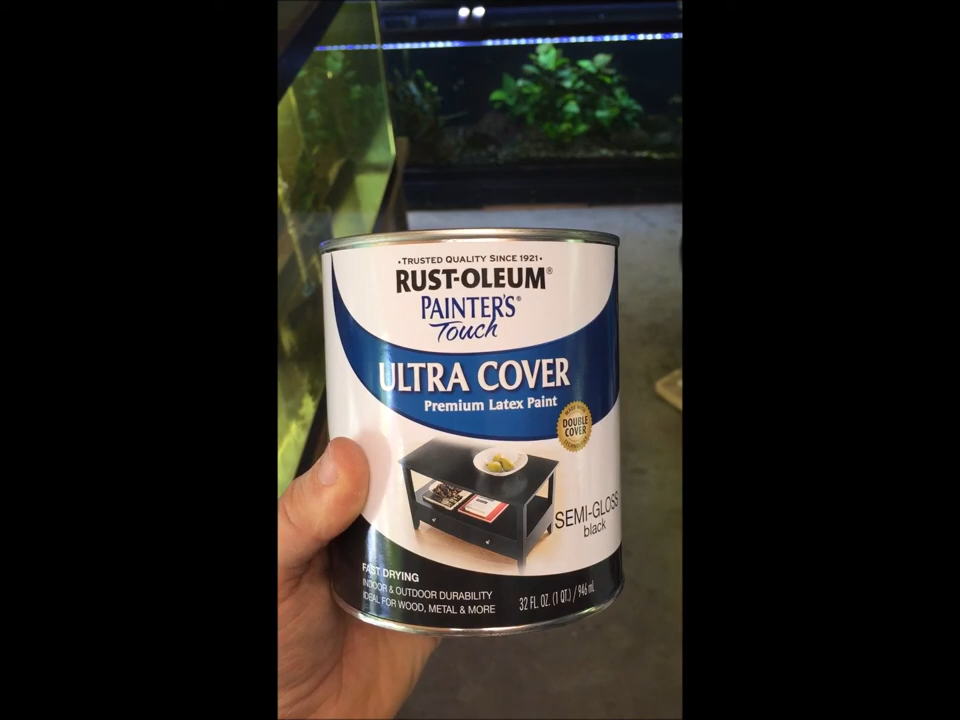 •TRUSTED QUALITY SINCE 1921•
RUST-OLEUM®
PAINTER'S®
Touch
ULTRA COVER
Premium Latex Paint
DOUBLE
COVER
SEMI-GLOSS
black
FAST DRYING
INDOOR & OUTDOOR DURABILITY
IDEAL FOR WOOD, METAL & MORE
32 FL. OZ. (1 QT.) / 946 mL